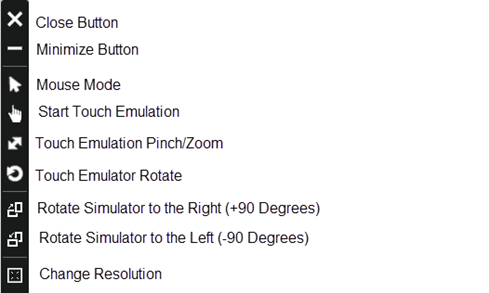 Close Button
Minimize Button
Mouse Mode
Start Touch Emulation
Touch Emulation Pinch/Zoom
Touch Emulator Rotate
Rotate Simulator to the Right (+90 Degrees)
Rotate Simulator to the Left (-90 Degrees)
Change Resolution